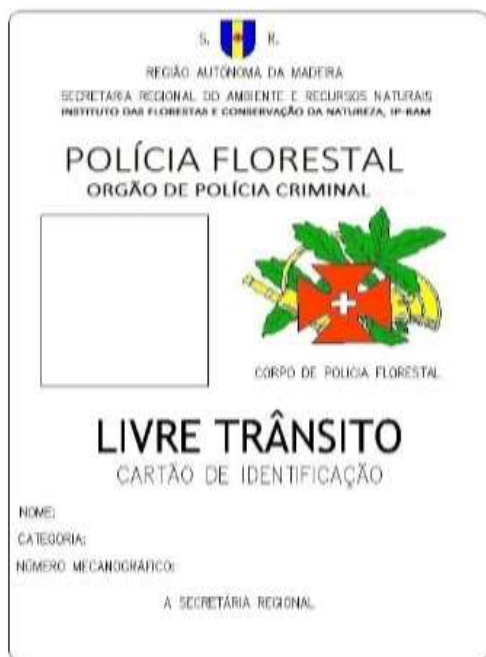 S. R.
REGIÃO AUTÓNOMA DA MADEIRA
SECRETARIA REGIONAL DO AMBIENTE E RECURSOS NATURAIS
INSTITUTO DAS FLORESTAS E CONSERVAÇÃO DA NATUREZA, IP-RAM
POLÍCIA FLORESTAL
ORGÃO DE POLÍCIA CRIMINAL
CORPO DE POLICIA FLORESTAL
LIVRE TRÂNSITO
CARTÃO DE IDENTIFICAÇÃO
NOME:
CATEGORIA:
NÚMERO MECANOGRÁFICO:
A SECRETÁRIA REGIONAL